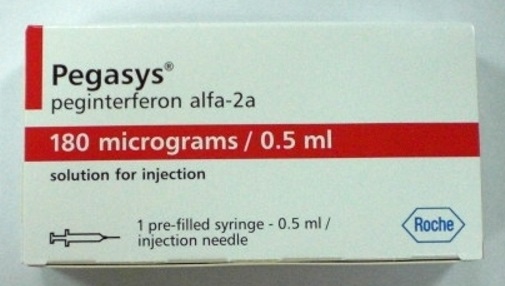 Pegasys®
peginterferon alfa-2a
180 micrograms / 0.5 ml
solution for injection
1 pre-filled syringe - 0.5 ml /
injection needle
Roche